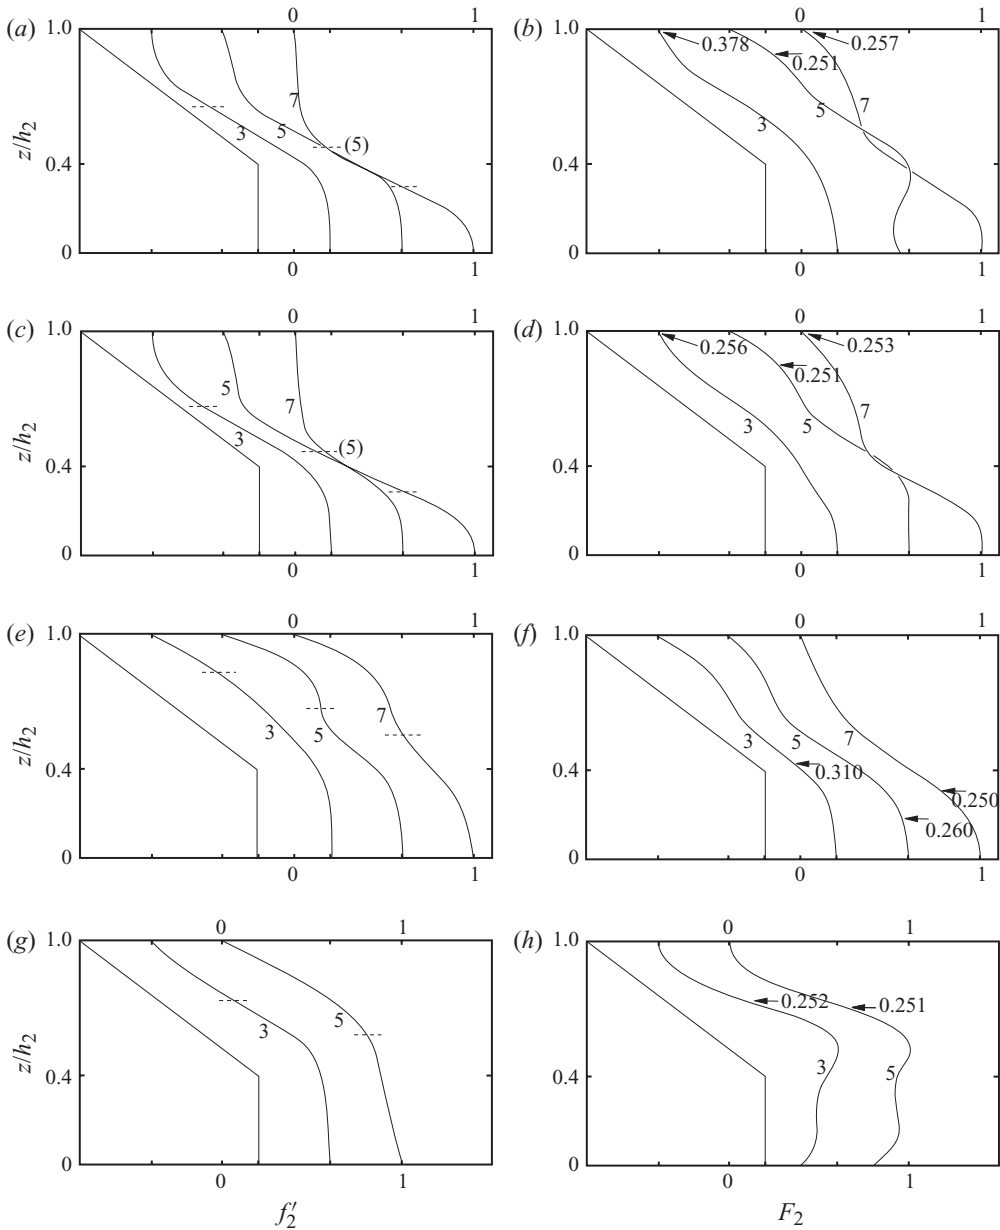 0 1 0 1
(a) 1.0 (b)
0.378 0.257
0.251
7
3 5 (5) 3 5 7
z/h2 0.4
0
0 1 0 1
0 1 0 1
(c) 1.0 (d)
0.256 0.253
0.251
5
7 7
3 (5) 3 5
z/h2 0.4
0
0 1 0 1
0 1 0 1
(e) 1.0 (f)
7
3 5 3 5 7
z/h2 0.4
0.310
0.250
0.260
0
0 1 0 1
0 1 0 1
(g) 1.0 (h)
0.252 0.251
3 5
3 5
z/h2 0.4
0
0 1 0 1
f2′ F2